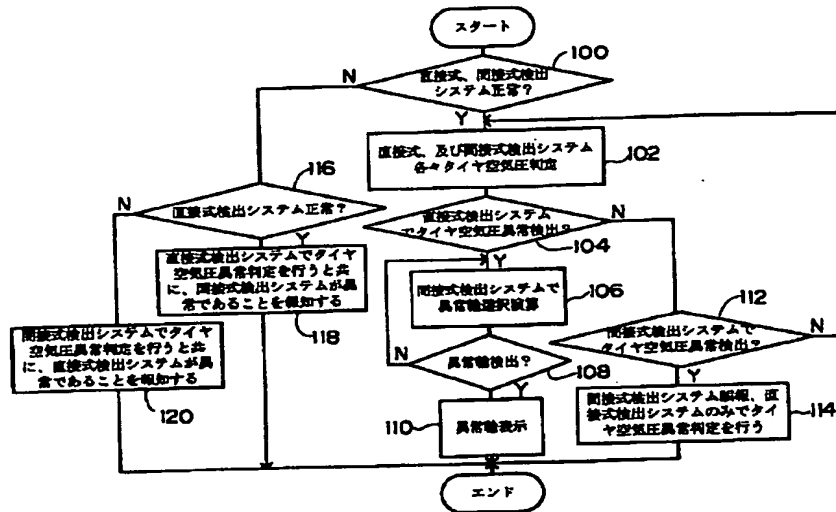 スタート
100
直接式、間接式検出
システム正常？
N
Y
直接式、及び間接式検出システム
各々タイヤ空気圧判定
102
116
直接式検出システム正常？
N
Y
直接式検出システム
でタイヤ空気圧異常検出？
N
104
Y
直接式検出システムでタイヤ
空気圧異常判定を行うと共
に、間接式検出システムが異
常であることを報知する
118
間接式検出システムで
異常輪選択演算
106
112
間接式検出システムで
タイヤ空気圧異常検出？
N
Y
間接式検出システムでタイヤ
空気圧異常判定を行うと共
に、直接式検出システムが異
常であることを報知する
120
N
異常輪検出？
108
Y
110
異常輪表示
間接式検出システム誤報、直
接式検出システムのみでタイ
ヤ空気圧異常判定を行う
114
エンド